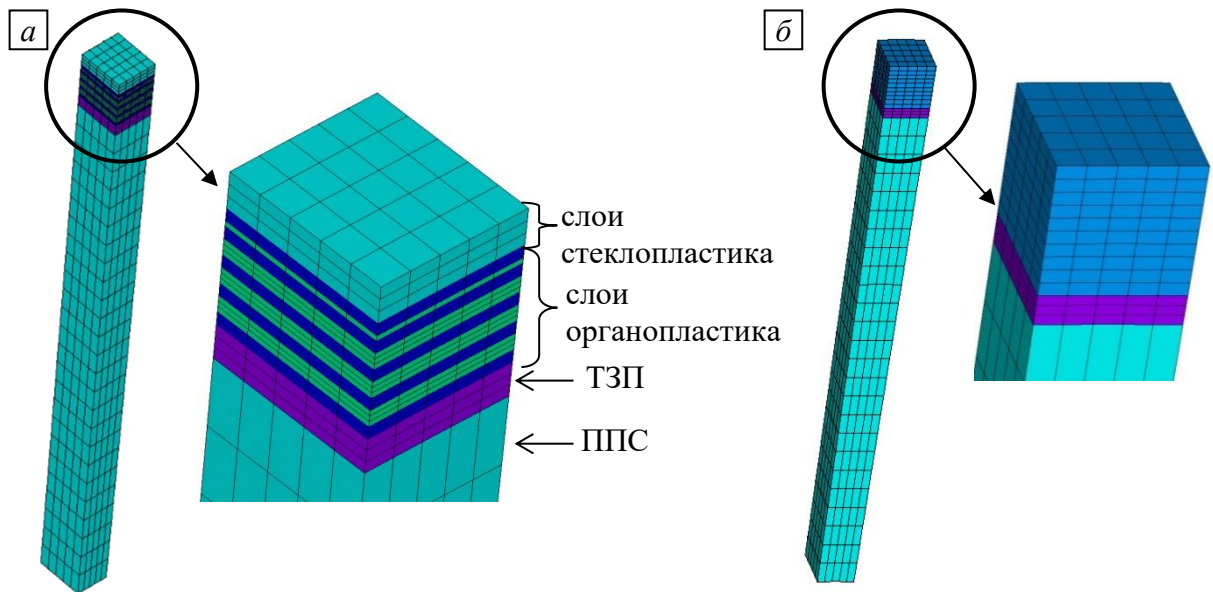 а
б
слои
стеклопластика
слои
органопластика
ТЗП
ППС